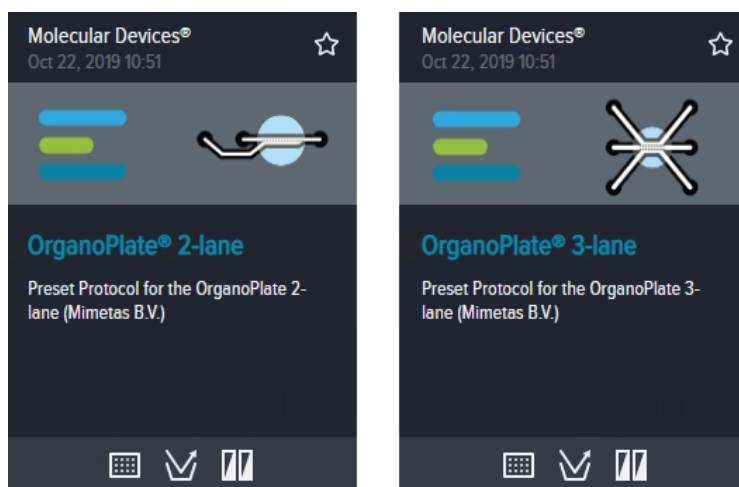 Molecular Devices®
Oct 22, 2019 10:51
OrganoPlate® 2-lane
Preset Protocol for the OrganoPlate 2-
lane (Mimetas B.V.)
Molecular Devices®
Oct 22, 2019 10:51
OrganoPlate® 3-lane
Preset Protocol for the OrganoPlate 3-
lane (Mimetas B.V.)